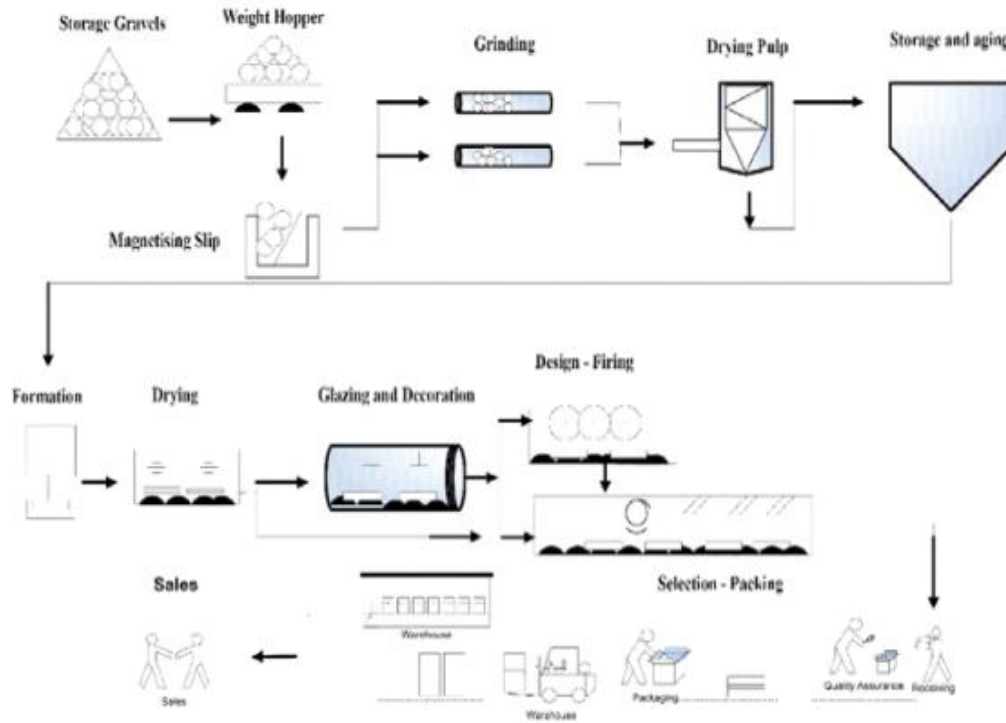 Storage Gravels
Weight Hopper
Grinding
Drying Pulp
Storage and aging
Magnetising Slip
Formation
Drying
Glazing and Decoration
Design - Firing
Selection - Packing
Sales
Warehouse
Sales
Warehouse
Packaging
Quality Assurance
Receiving